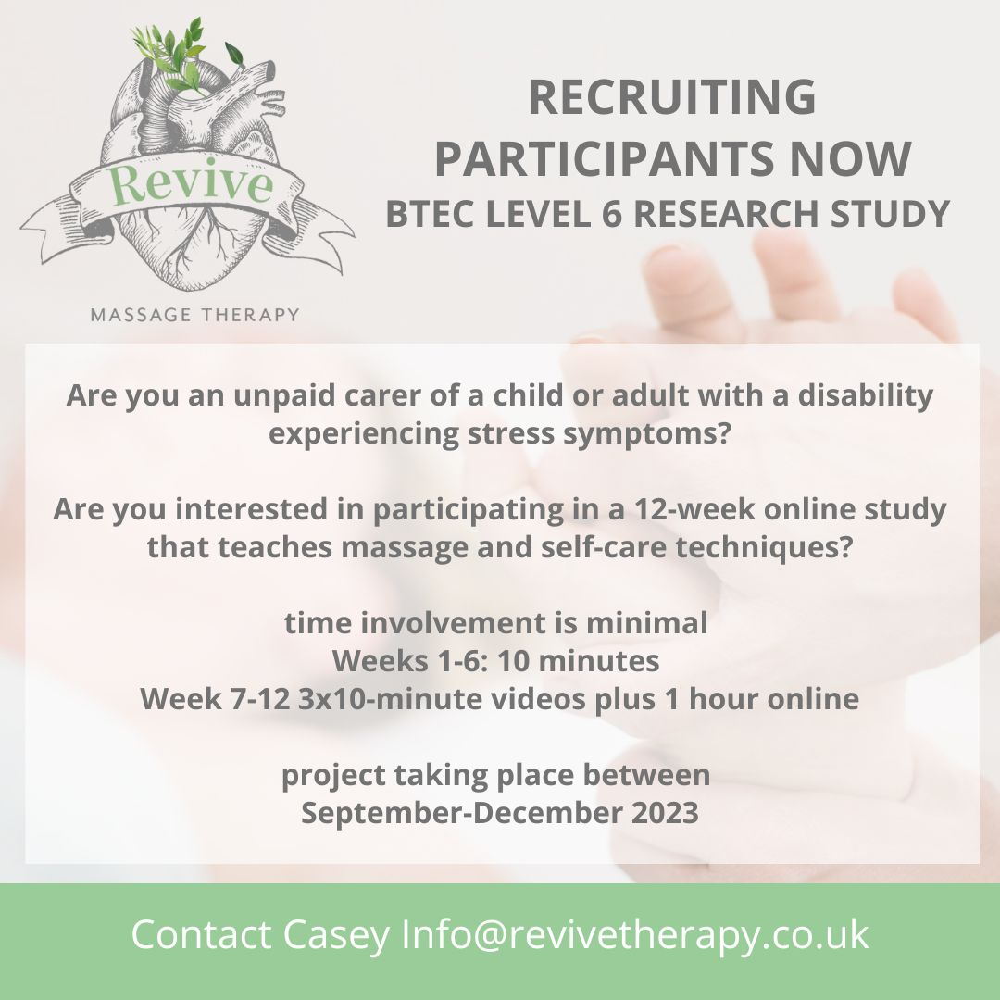 Revive
MASSAGE THERAPY
RECRUITING
PARTICIPANTS NOW
BTEC LEVEL 6 RESEARCH STUDY
Are you an unpaid carer of a child or adult with a disability
experiencing stress symptoms?
Are you interested in participating in a 12-week online study
that teaches massage and self-care techniques?
time involvement is minimal
Weeks 1-6: 10 minutes
Week 7-12 3x10-minute videos plus 1 hour online
project taking place between
September-December 2023
Contact Casey Info@revivetherapy.co.uk